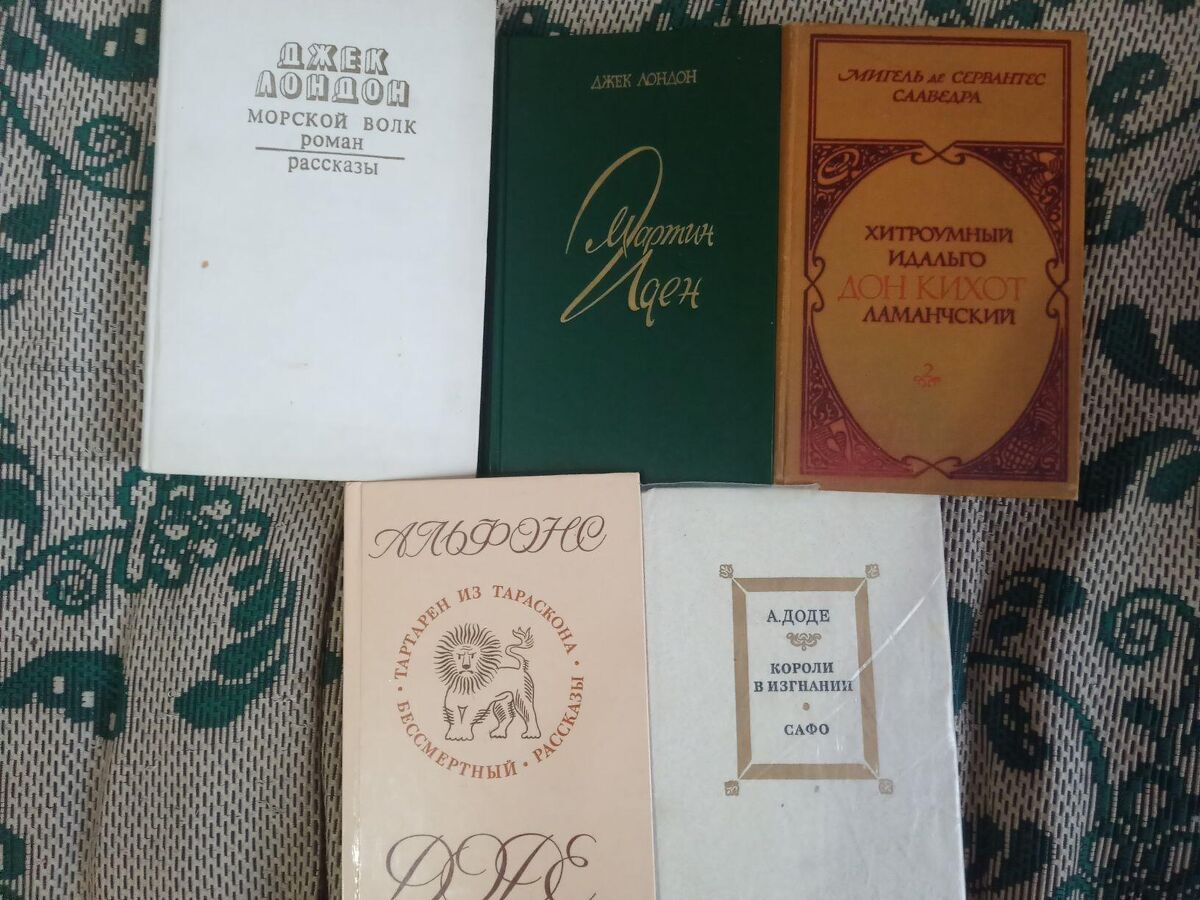 ДЖЕК
ЛОНДОН
МОРСКОЙ ВОЛК
роман
рассказы
ДЖЕК ЛОНДОН
Мартин
Иден
МИГЕЛЬ де СЕРВАНТЕС
СААВЕДРА
ХИТРОУМНЫЙ
ИДАЛЬГО
ДОН КИХОТ
ЛАМАНЧСКИЙ
2
АЛЬФОНС
ТАРТАРЕН ИЗ ТАРАСКОНА •
БЕССМЕРТНЫЙ • РАССКАЗЫ •
ДОДЕ
А. ДОДЕ
КОРОЛИ
В ИЗГНАНИИ
•
САФО